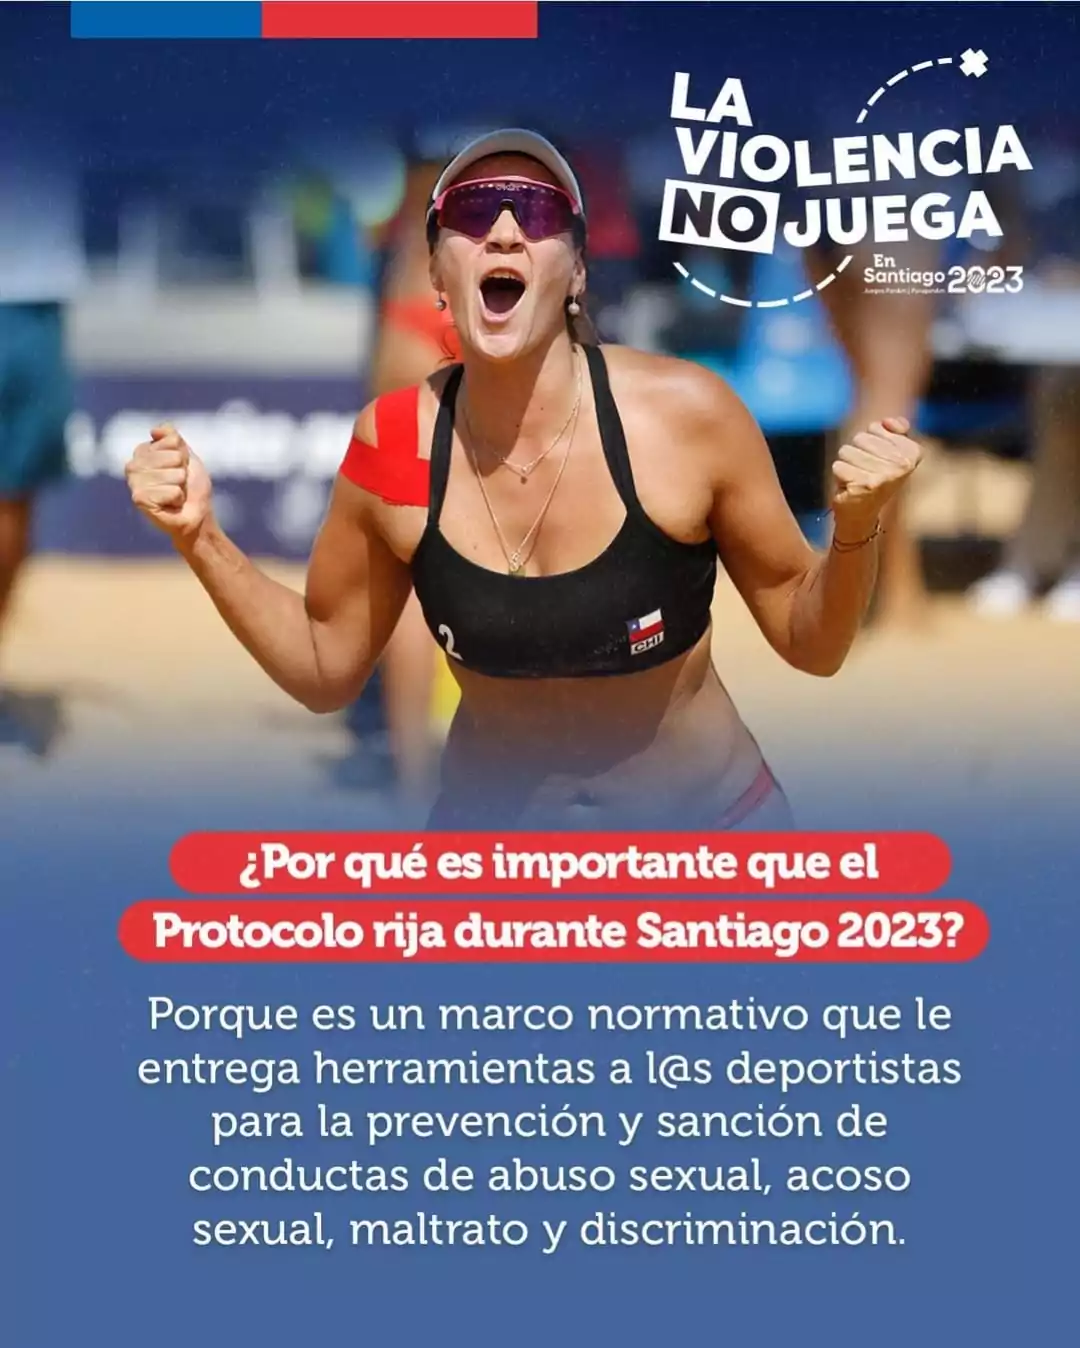 LA
VIOLENCIA
NO JUEGA
En
Santiago 2023
2
CHI
¿Por qué es importante que el
Protocolo rija durante Santiago 2023?
Porque es un marco normativo que le
entrega herramientas a l@s deportistas
para la prevención y sanción de
conductas de abuso sexual, acoso
sexual, maltrato y discriminación.